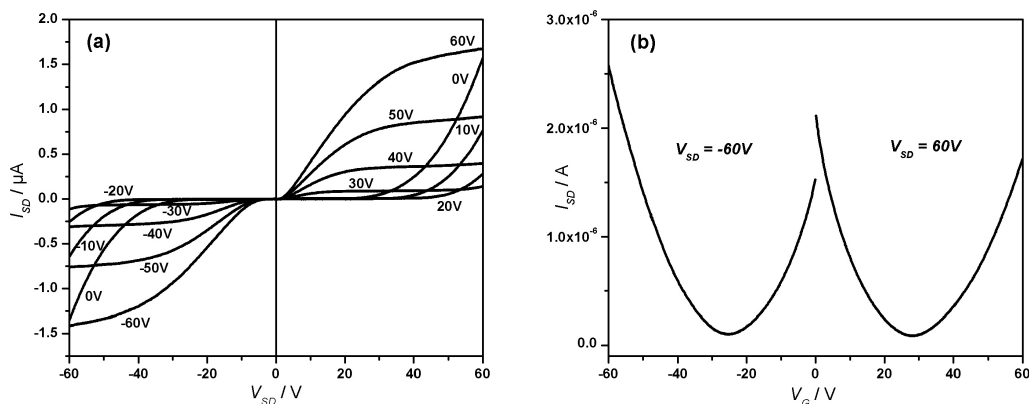 (a)
I_SD / µA
2.0
1.5
1.0
0.5
0.0
-0.5
-1.0
-1.5
60V
0V
50V
10V
40V
30V
20V
-20V
-30V
-10V
-40V
-50V
0V
-60V
-60 -40 -20 0 20 40 60
V_SD / V
(b)
I_SD / A
3.0x10^-6
2.0x10^-6
1.0x10^-6
0.0
V_SD = -60V
V_SD = 60V
-60 -40 -20 0 20 40 60
V_G / V